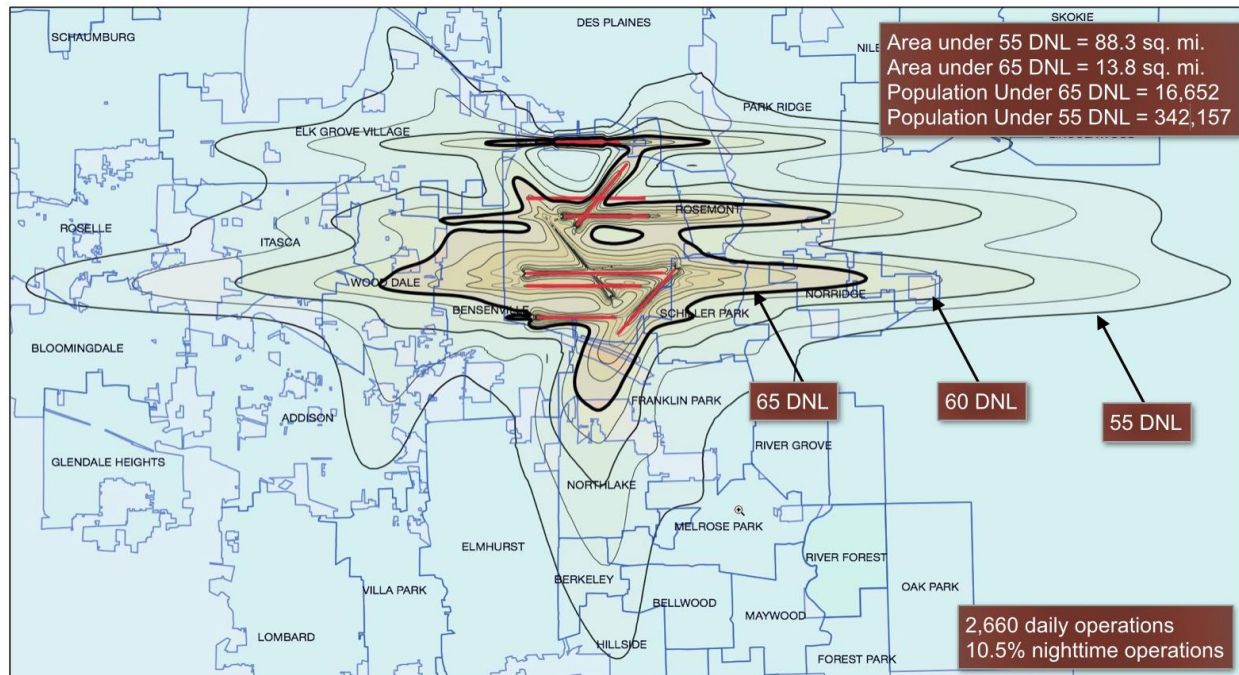 SCHAUMBURG
DES PLAINES
SKOKIE
Area under 55 DNL = 88.3 sq. mi.
Area under 65 DNL = 13.8 sq. mi.
Population Under 65 DNL = 16,652
Population Under 55 DNL = 342,157
PARK RIDGE
ELK GROVE VILLAGE
ROSEMONT
ROSELLE
ITASCA
WOOD DALE
NORRIDGE
BENSENVILLE
SCHILLER PARK
BLOOMINGDALE
65 DNL
60 DNL
55 DNL
FRANKLIN PARK
ADDISON
RIVER GROVE
GLENDALE HEIGHTS
NORTHLAKE
MELROSE PARK
ELMHURST
RIVER FOREST
BERKELEY
OAK PARK
VILLA PARK
BELLWOOD
MAYWOOD
2,660 daily operations
10.5% nighttime operations
LOMBARD
HILLSIDE
FOREST PARK